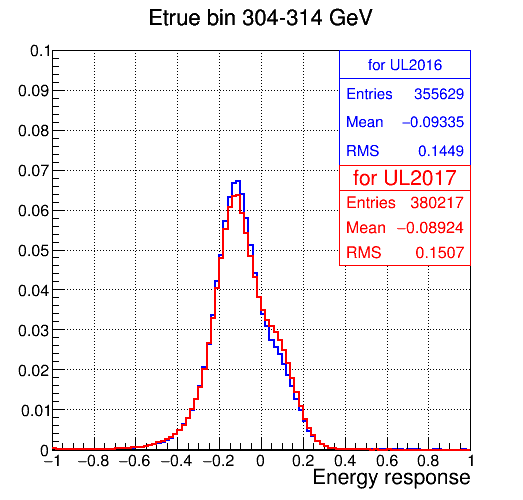 Etrue bin 304-314 GeV
for UL2016
Entries 355629
Mean −0.09335
RMS 0.1449
for UL2017
Entries 380217
Mean −0.08924
RMS 0.1507
0.1
0.09
0.08
0.07
0.06
0.05
0.04
0.03
0.02
0.01
0
−1 −0.8 −0.6 −0.4 −0.2 0 0.2 0.4 0.6 0.8 1
Energy response